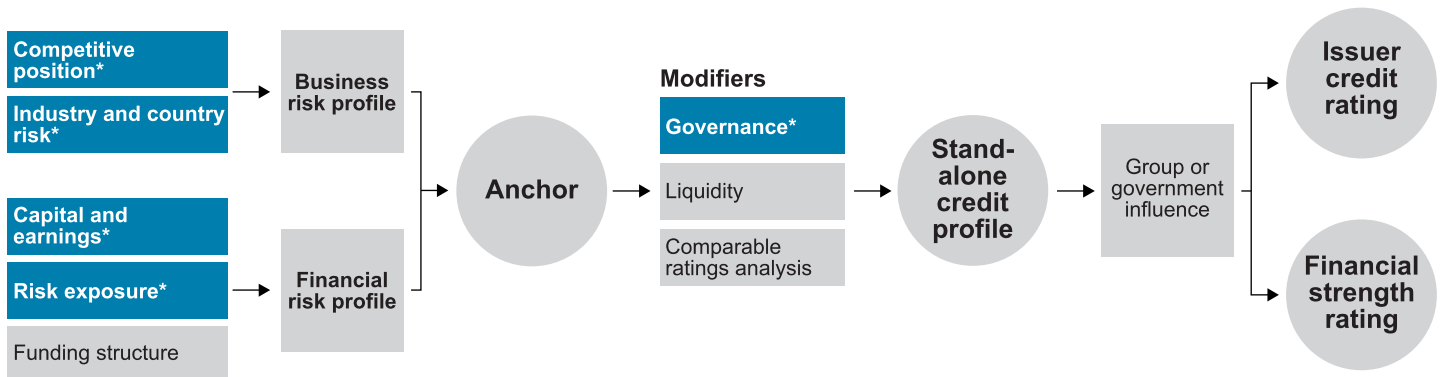 Competitive
position*
Industry and country
risk*
Business
risk profile
Capital and
earnings*
Risk exposure*
Funding structure
Financial
risk profile
Anchor
Modifiers
Governance*
Liquidity
Comparable
ratings analysis
Stand-
alone
credit
profile
Group or
government
influence
Issuer
credit
rating
Financial
strength
rating